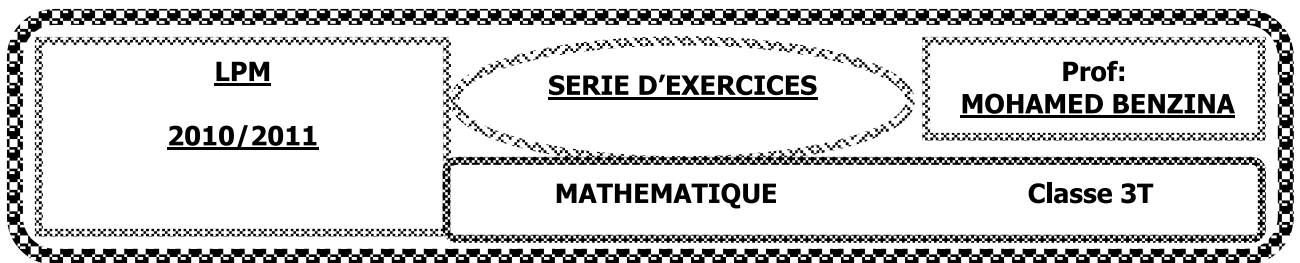 LPM
2010/2011
SERIE D’EXERCICES
Prof:
MOHAMED BENZINA
MATHEMATIQUE Classe 3T